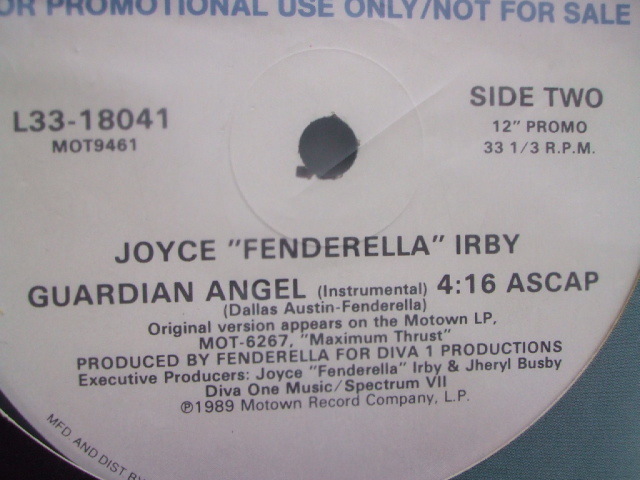 OR PROMOTIONAL USE ONLY/NOT FOR SALE
L33-18041
MOT9461
SIDE TWO
12" PROMO
33 1/3 R.P.M.
JOYCE "FENDERELLA" IRBY
GUARDIAN ANGEL (Instrumental) 4:16 ASCAP
(Dallas Austin-Fenderella)
Original version appears on the Motown LP,
MOT-6267, "Maximum Thrust"
PRODUCED BY FENDERELLA FOR DIVA 1 PRODUCTIONS
Executive Producers: Joyce "Fenderella" Irby & Jheryl Busby
Diva One Music/Spectrum VII
℗1989 Motown Record Company, L.P.
MFD. AND DIST. BY